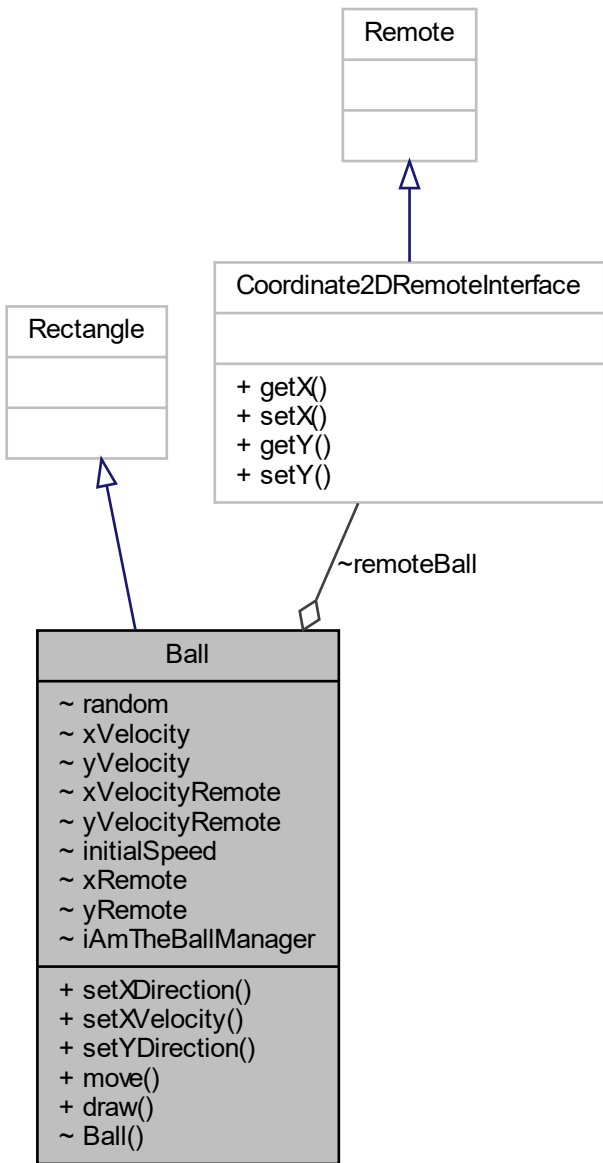 Remote
Coordinate2DRemoteInterface
+ getX()
+ setX()
+ getY()
+ setY()
Rectangle
~remoteBall
Ball
~ random
~ xVelocity
~ yVelocity
~ xVelocityRemote
~ yVelocityRemote
~ initialSpeed
~ xRemote
~ yRemote
~ iAmTheBallManager
+ setXDirection()
+ setXVelocity()
+ setYDirection()
+ move()
+ draw()
~ Ball()